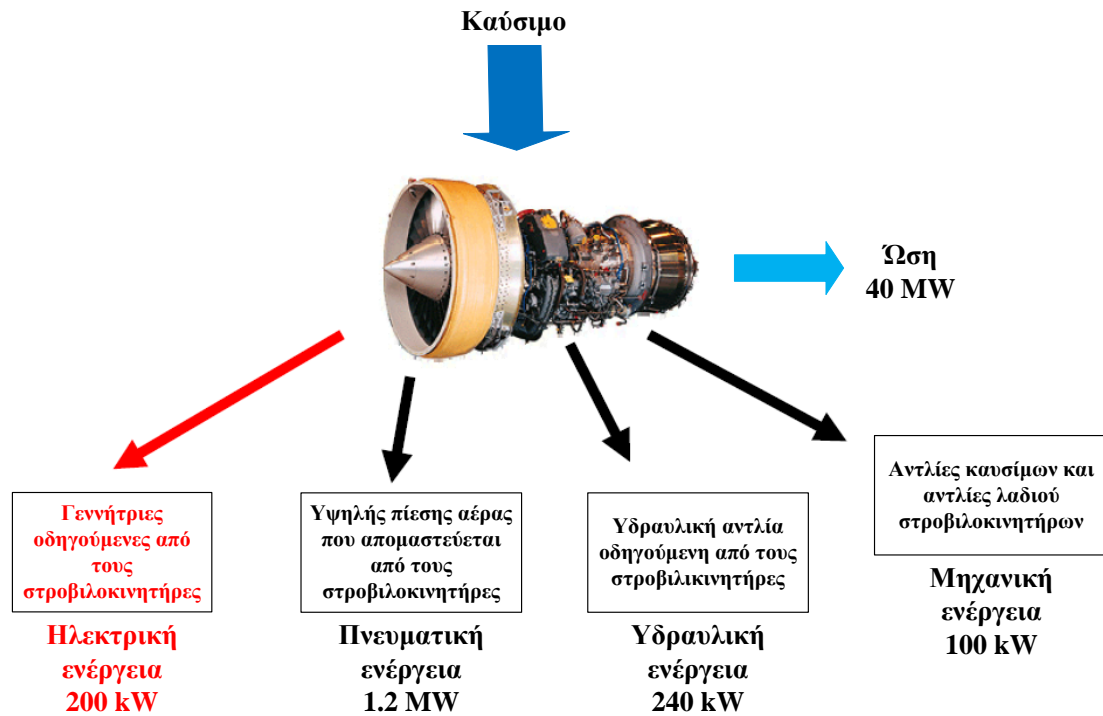 Καύσιμο
Ώση
40 MW
Γεννήτριες
οδηγούμενες από
τους
στροβιλοκινητήρες
Ηλεκτρική
ενέργεια
200 kW
Υψηλής πίεσης αέρας
που απομαστεύεται
από τους
στροβιλοκινητήρες
Πνευματική
ενέργεια
1.2 MW
Υδραυλική αντλία
οδηγούμενη από τους
στροβιλικινητήρες
Υδραυλική
ενέργεια
240 kW
Αντλίες καυσίμων και
αντλίες λαδιού
στροβιλοκινητήρων
Μηχανική
ενέργεια
100 kW